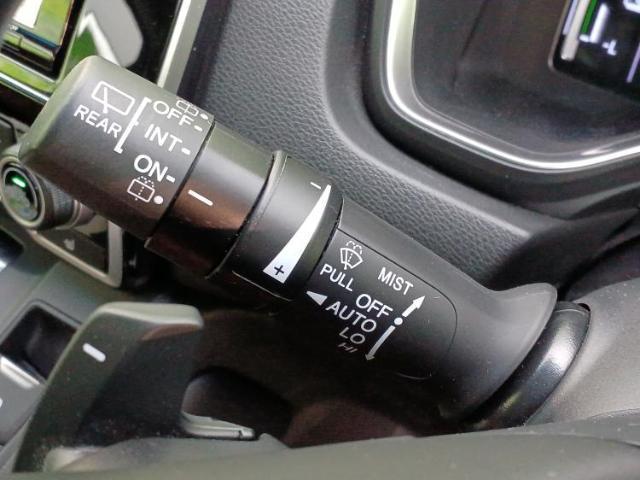 REAR
OFF-
INT-
ON-
-
+
MIST
PULL OFF
AUTO
LO
HI
L